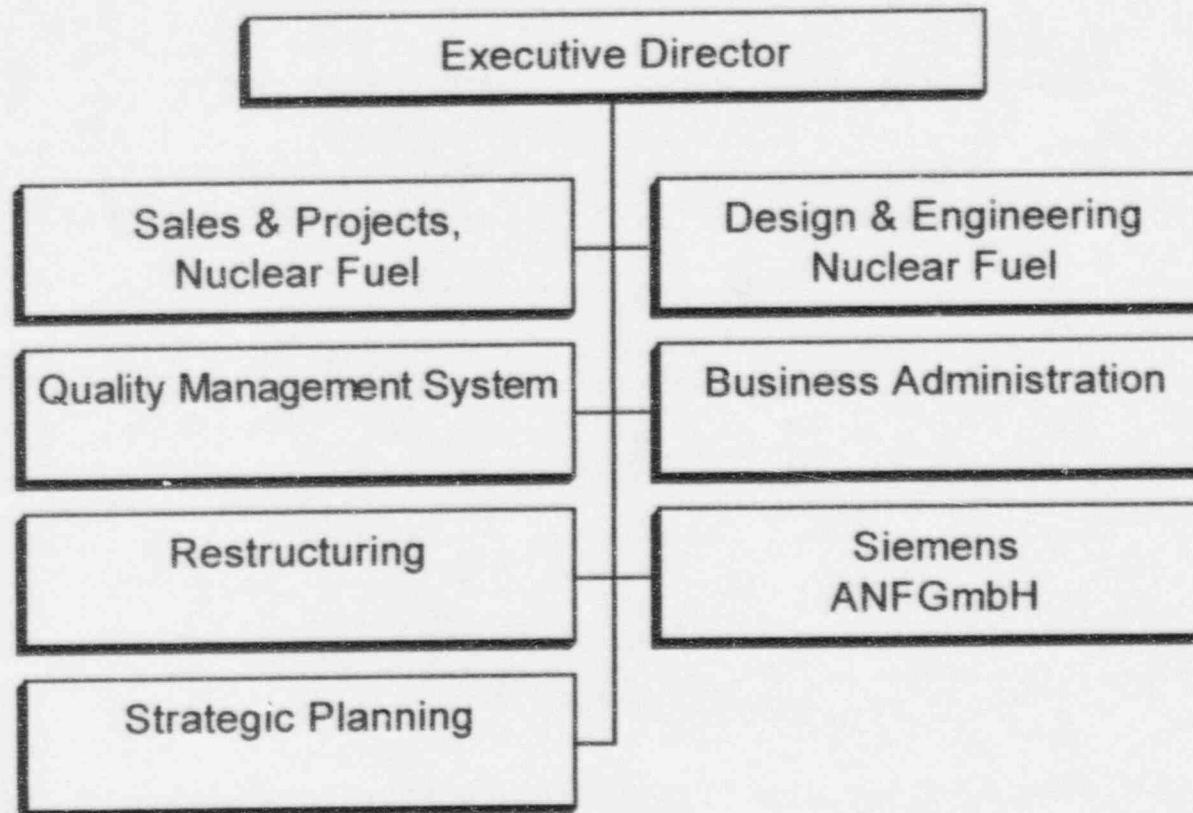 Executive Director
Sales & Projects,
Nuclear Fuel
Design & Engineering
Nuclear Fuel
Quality Management System
Business Administration
Restructuring
Siemens
ANFGmbH
Strategic Planning